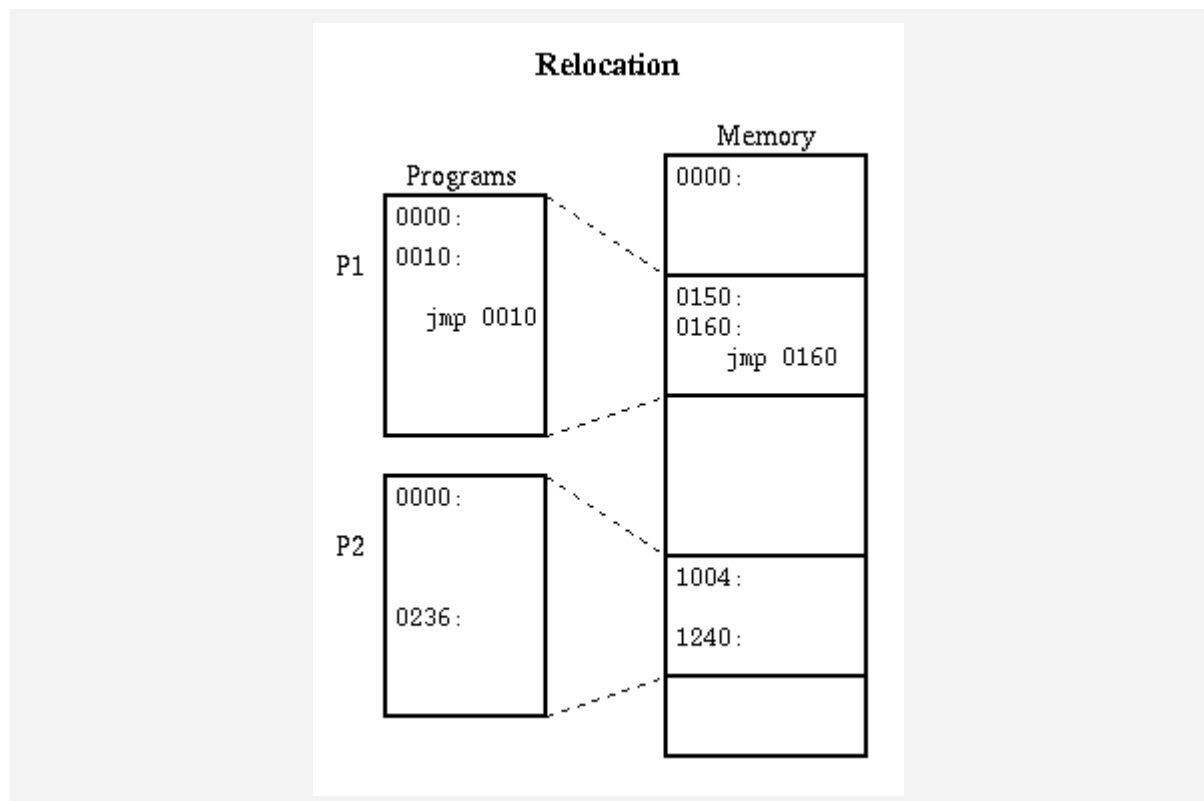 Relocation
Programs
P1
0000:
0010:
jmp 0010
P2
0000:
0236:
Memory
0000:
0150:
0160:
jmp 0160
1004:
1240: